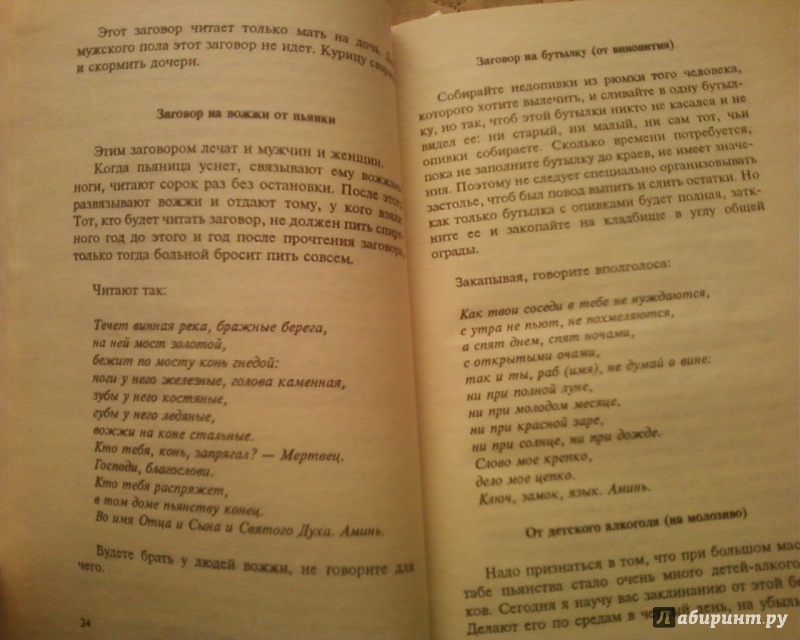 Этот заговор читает только мать на дочь.
мужского пола этот заговор не идет. Курицу сварить
и скормить дочери.
Заговор на вожжи от пьянки
Этим заговором лечат и мужчин и женщин.
Когда пьяница уснет, связывают ему вожжами
ноги, читают сорок раз без остановки. После этого
развязывают вожжи и отдают тому, у кого взяли.
Тот, кто будет читать заговор, не должен пить спирт-
ного год до этого и год после прочтения заговора,
только тогда больной бросит пить совсем.
Читают так:
Течет винная река, бражные берега,
на ней мост золотой,
бежит по мосту конь гнедой:
ноги у него железные, голова каменная,
зубы у него костяные,
губы у него ледяные,
вожжи на коне стальные.
Кто тебя, конь, запрягал? — Мертвец.
Господи, благослови.
Кто тебя распряжет,
в том доме пьянству конец.
Во имя Отца и Сына и Святого Духа. Аминь.
Будете брать у людей вожжи, не говорите для
чего.
24
Заговор на бутылку (от винопития)
Собирайте недопивки из рюмки того человека,
которого хотите вылечить, и сливайте в одну бутыл-
ку, но так, чтоб этой бутылки никто не касался и не
видел ее: ни старый, ни малый, ни сам тот, чьи
опивки собираете. Сколько времени потребуется,
пока не заполните бутылку до краев, не имеет значе-
ния. Поэтому не следует специально организовывать
застолье, чтоб был повод выпить и слить остатки. Но
как только бутылка с опивками будет полная, затк-
ните ее и закопайте на кладбище в углу общей
ограды.
Закапывая, говорите вполголоса:
Как твои соседи в тебе не нуждаются,
с утра не пьют, не похмеляются,
а спят днем, спят ночами,
с открытыми очами,
так и ты, раб (имя), не думай о вине:
ни при полной луне,
ни при молодом месяце,
ни при красной заре,
ни при солнце, ни при дожде.
Слово мое крепко,
дело мое цепко.
Ключ, замок, язык. Аминь.
От детского алкоголя (на молозиво)
Надо признаться в том, что при большом мас
табе пьянства стало очень много детей-алкого
ков. Сегодня я научу вас заклинанию от этой бе
Делают его по средам в четный день, на убыль
Лабиринт.ру